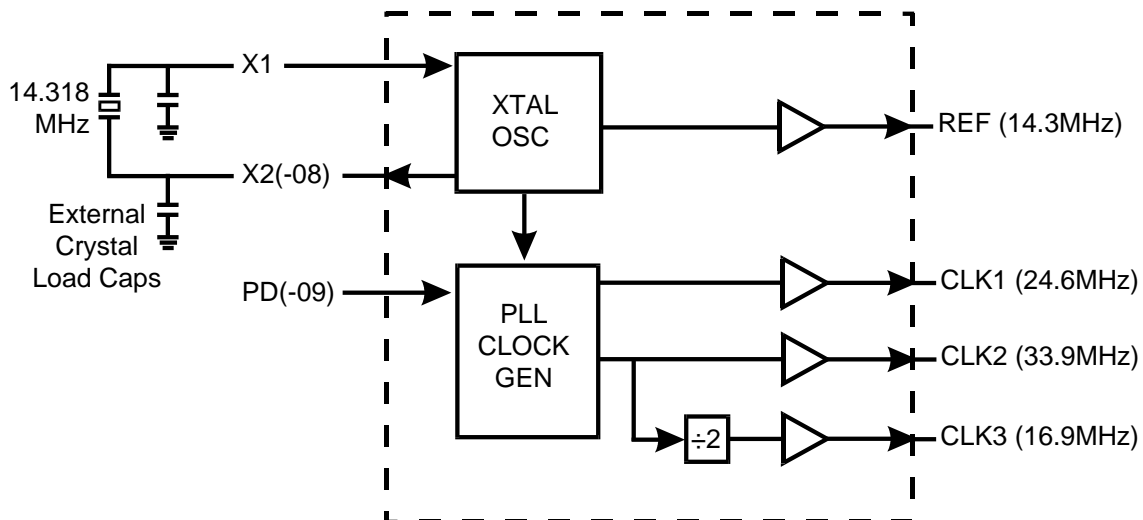 14.318
MHz
X1
X2(-08)
External
Crystal
Load Caps
PD(-09)
XTAL
OSC
PLL
CLOCK
GEN
÷2
REF (14.3MHz)
CLK1 (24.6MHz)
CLK2 (33.9MHz)
CLK3 (16.9MHz)